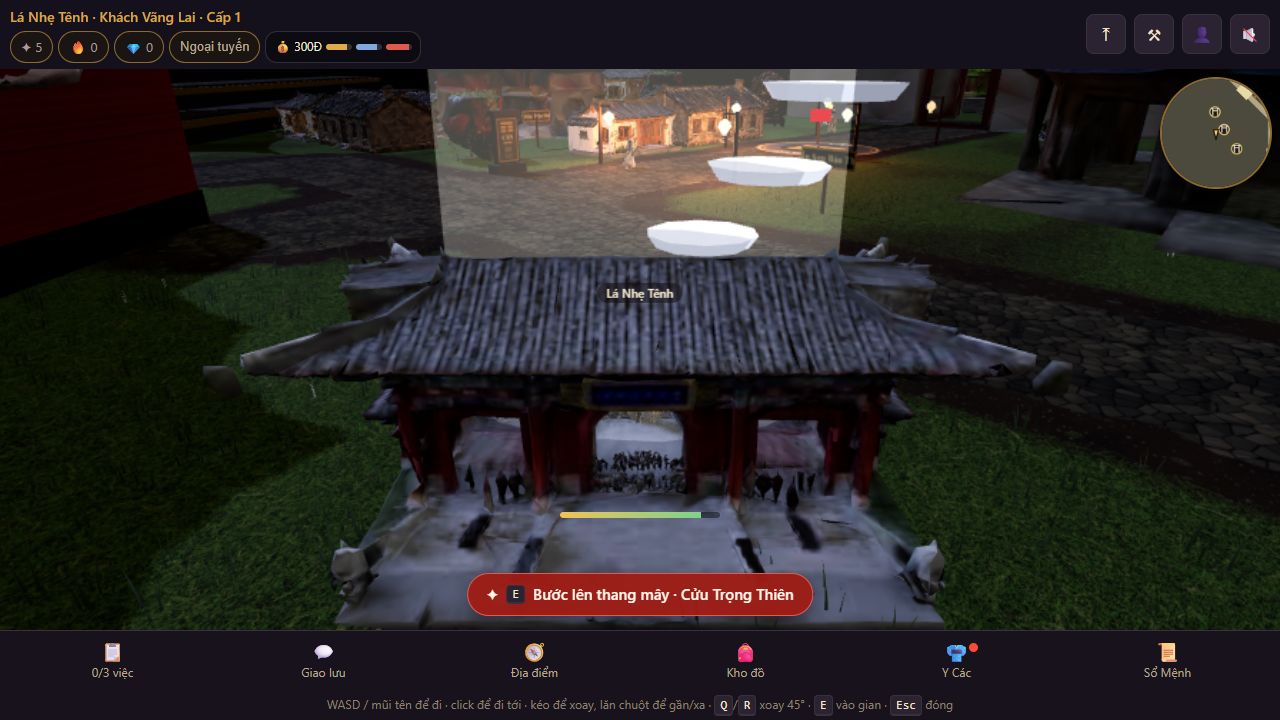 Lá Nhẹ Tênh · Khách Vãng Lai · Cấp 1
5
0
0
Ngoại tuyến
300Đ
Lá Nhẹ Tênh
E Bước lên thang mây · Cửu Trọng Thiên
0/3 việc
Giao lưu
Địa điểm
Kho đồ
Y Các
Sổ Mệnh
WASD / mũi tên để đi · click để đi tới · kéo để xoay, lăn chuột để gần/xa · Q / R xoay 45° · E vào gian · Esc đóng